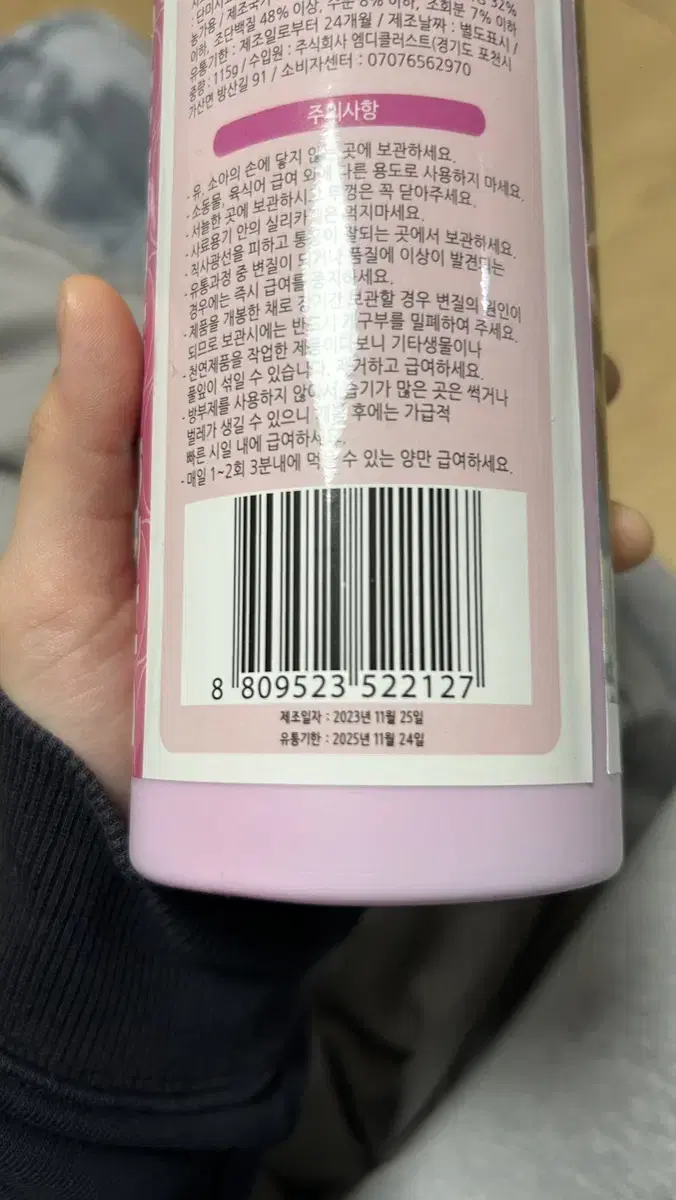 32%
: 단미사
농가용 / 제조국가
이하, 조단백질 48% 이상, 수분 8% 이하, 조회분 7% 이하
유통기한 : 제조일로부터 24개월 / 제조날짜 : 별도표시 /
중량 : 115g / 수입원 : 주식회사 엠디클러스트(경기도 포천시
가산면 방산길 91 / 소비자센터 : 07076562970
주의사항
- 유. 소아의 손에 닿지 않는 곳에 보관하세요.
- 소동물, 육식어 급여 외에 다른 용도로 사용하지 마세요.
- 서늘한 곳에 보관하시고 뚜껑은 꼭 닫아주세요.
- 사료용기 안의 실리카겔은 먹지마세요.
- 직사광선을 피하고 통풍이 잘되는 곳에서 보관하세요.
- 유통과정 중 변질이 되거나 품질에 이상이 발견되는
경우에는 즉시 급여를 중지하세요.
- 제품을 개봉한 채로 장기간 보관할 경우 변질의 원인이
되므로 보관시에는 반드시 개구부를 밀폐하여 주세요.
- 천연제품을 작업한 제품이다보니 기타생물이나
풀잎이 섞일 수 있습니다. 제거하고 급여하세요.
- 방부제를 사용하지 않아서 습기가 많은 곳은 썩거나
벌레가 생길 수 있으니 개봉 후에는 가급적
빠른 시일 내에 급여하세요.
- 매일 1~2회 3분내에 먹을 수 있는 양만 급여하세요.
8 809523 522127
제조일자 : 2023년 11월 25일
유통기한 : 2025년 11월 24일